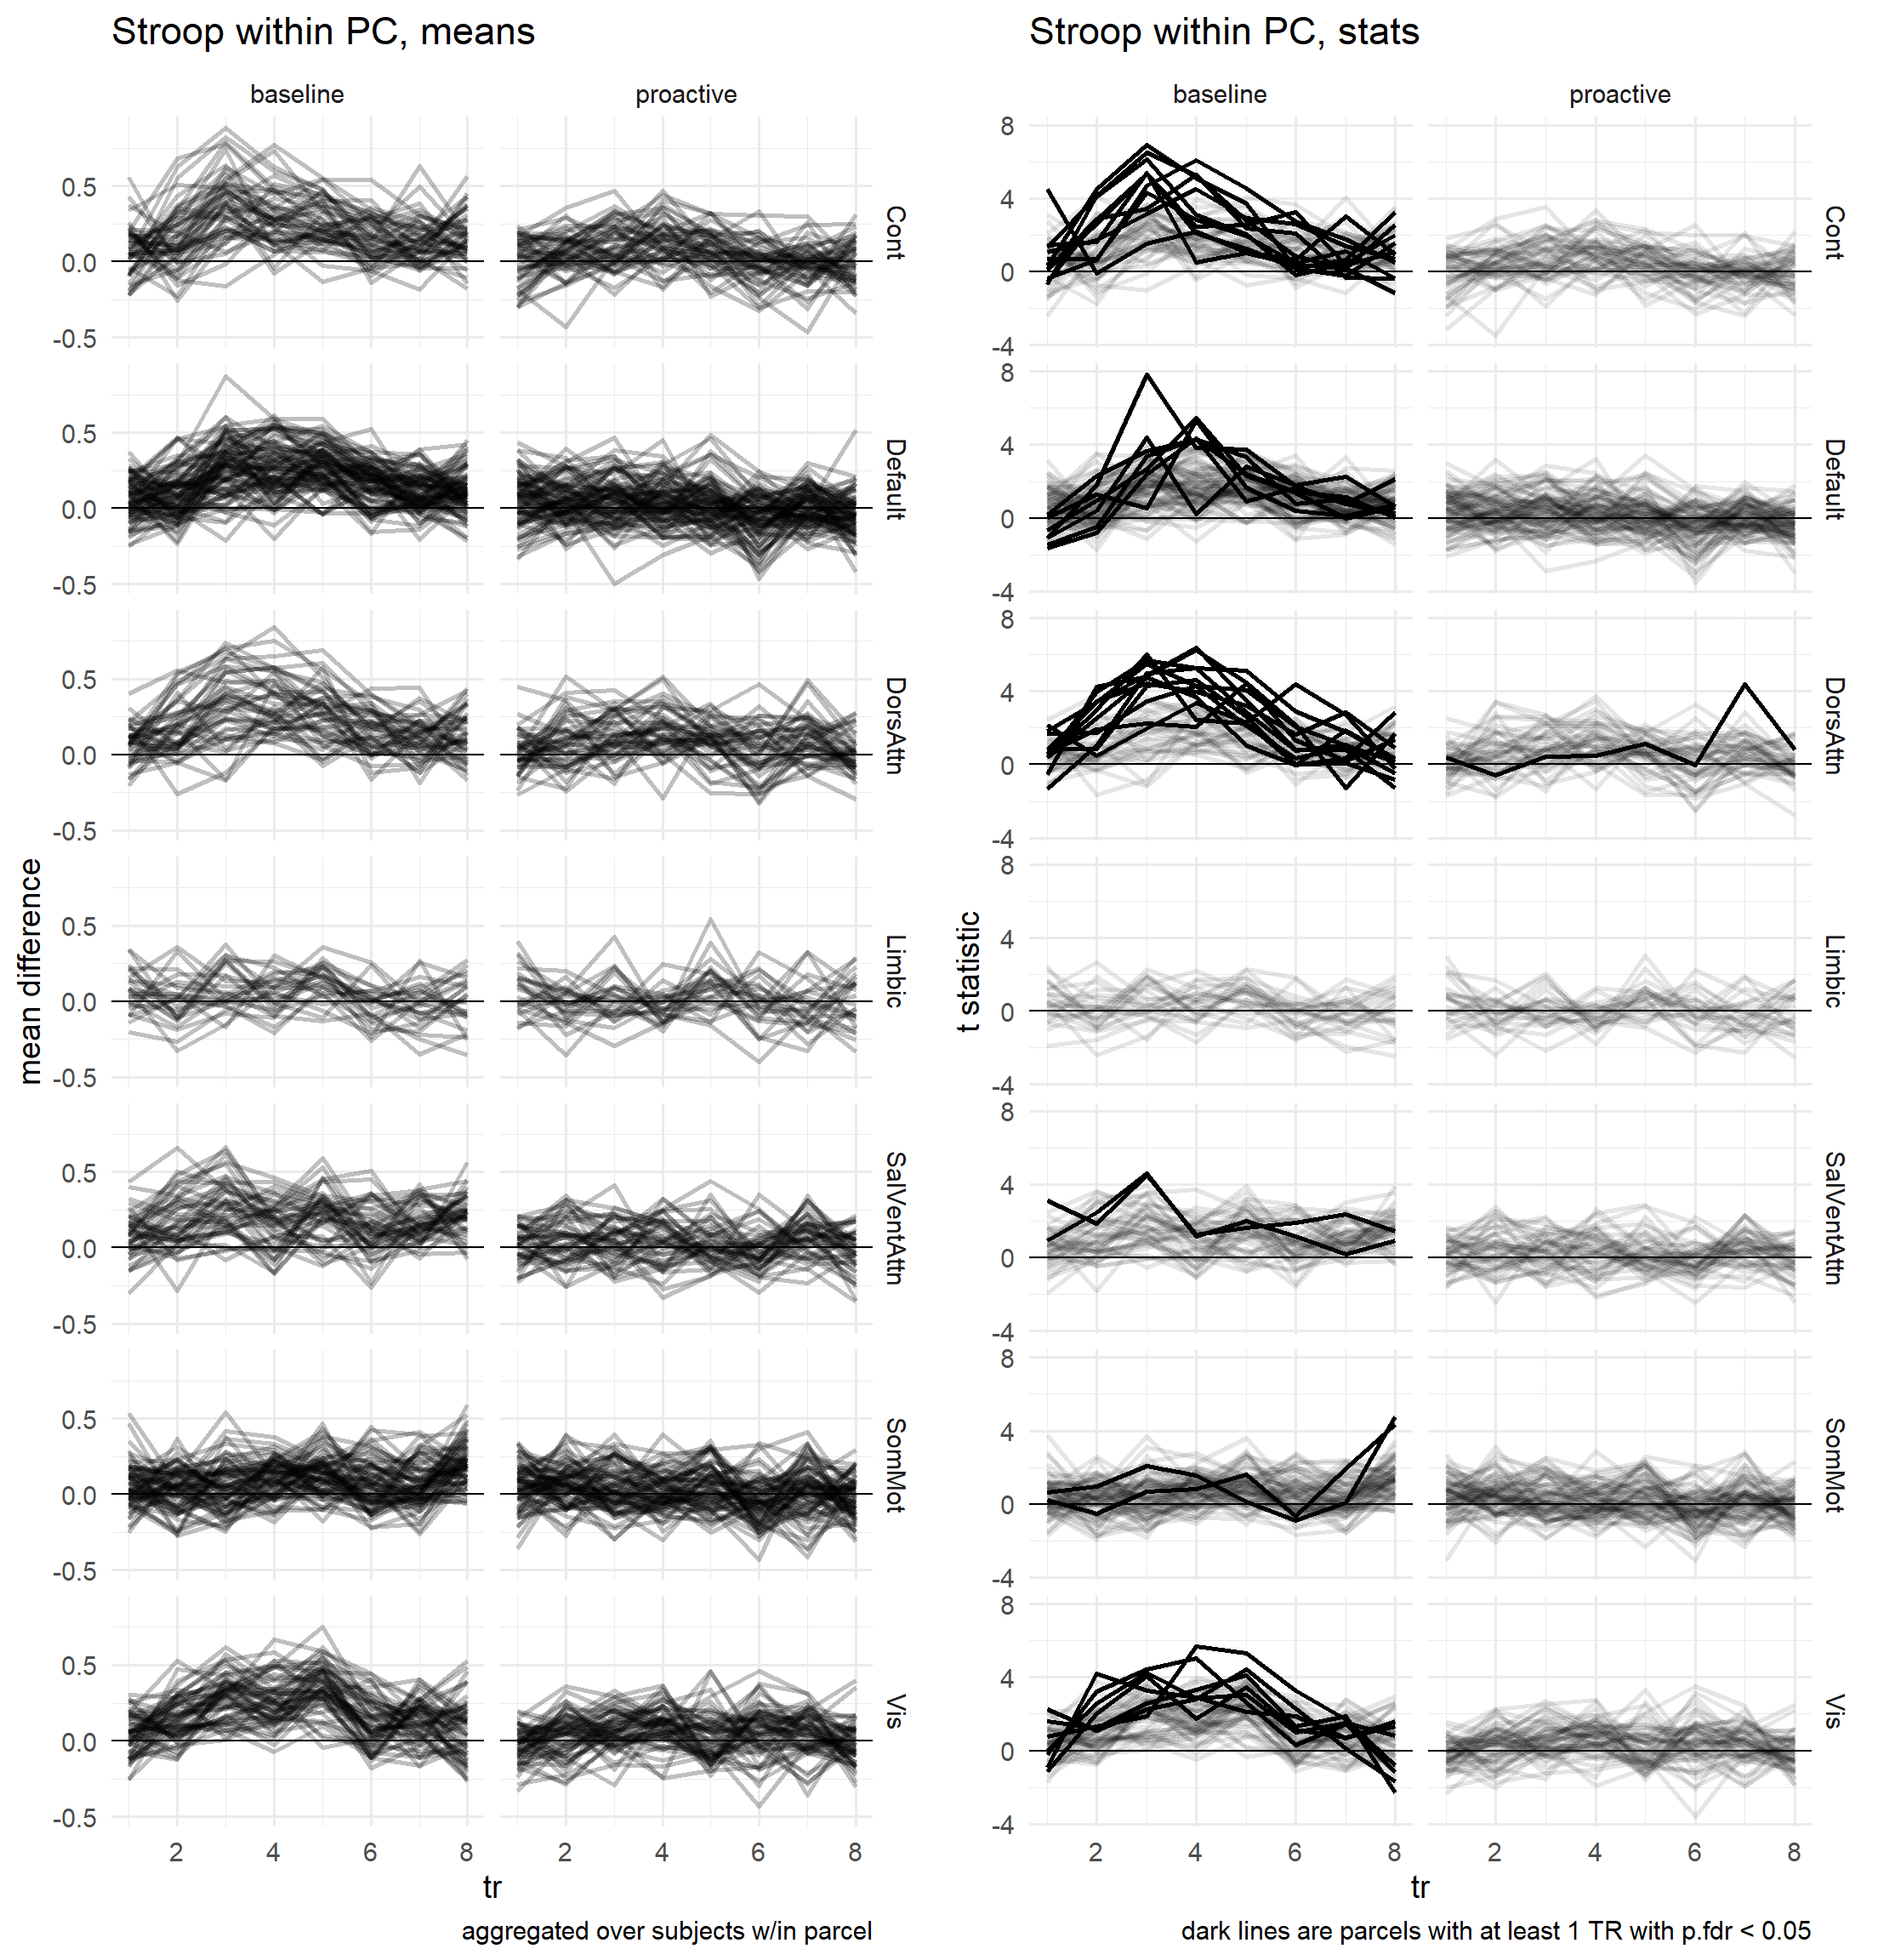 Stroop within PC, means
baseline proactive
0.5
0.0
-0.5
Cont
0.5
0.0
-0.5
Default
0.5
0.0
-0.5
DorsAttn
0.5
0.0
-0.5
Limbic
0.5
0.0
-0.5
SalVentAttn
0.5
0.0
-0.5
SomMot
0.5
0.0
-0.5
Vis
mean difference
2 4 6 8 2 4 6 8
tr
aggregated over subjects w/in parcel
Stroop within PC, stats
baseline proactive
8
4
0
-4
Cont
8
4
0
-4
Default
8
4
0
-4
DorsAttn
8
4
0
-4
Limbic
8
4
0
-4
SalVentAttn
8
4
0
-4
SomMot
8
4
0
-4
Vis
t statistic
2 4 6 8 2 4 6 8
tr
dark lines are parcels with at least 1 TR with p.fdr < 0.05